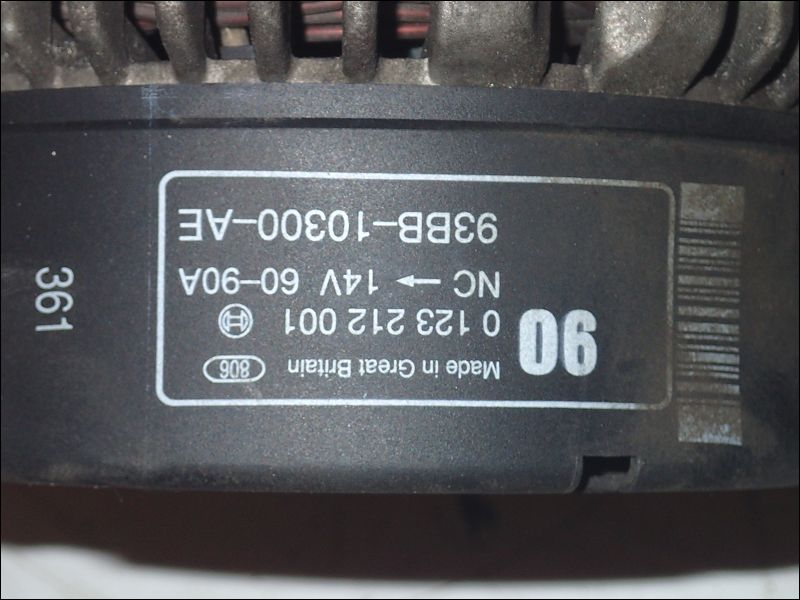 90
Made in Great Britain 806
0 123 212 001
NC ← 14V 60-90A
93BB-10300-AE
361